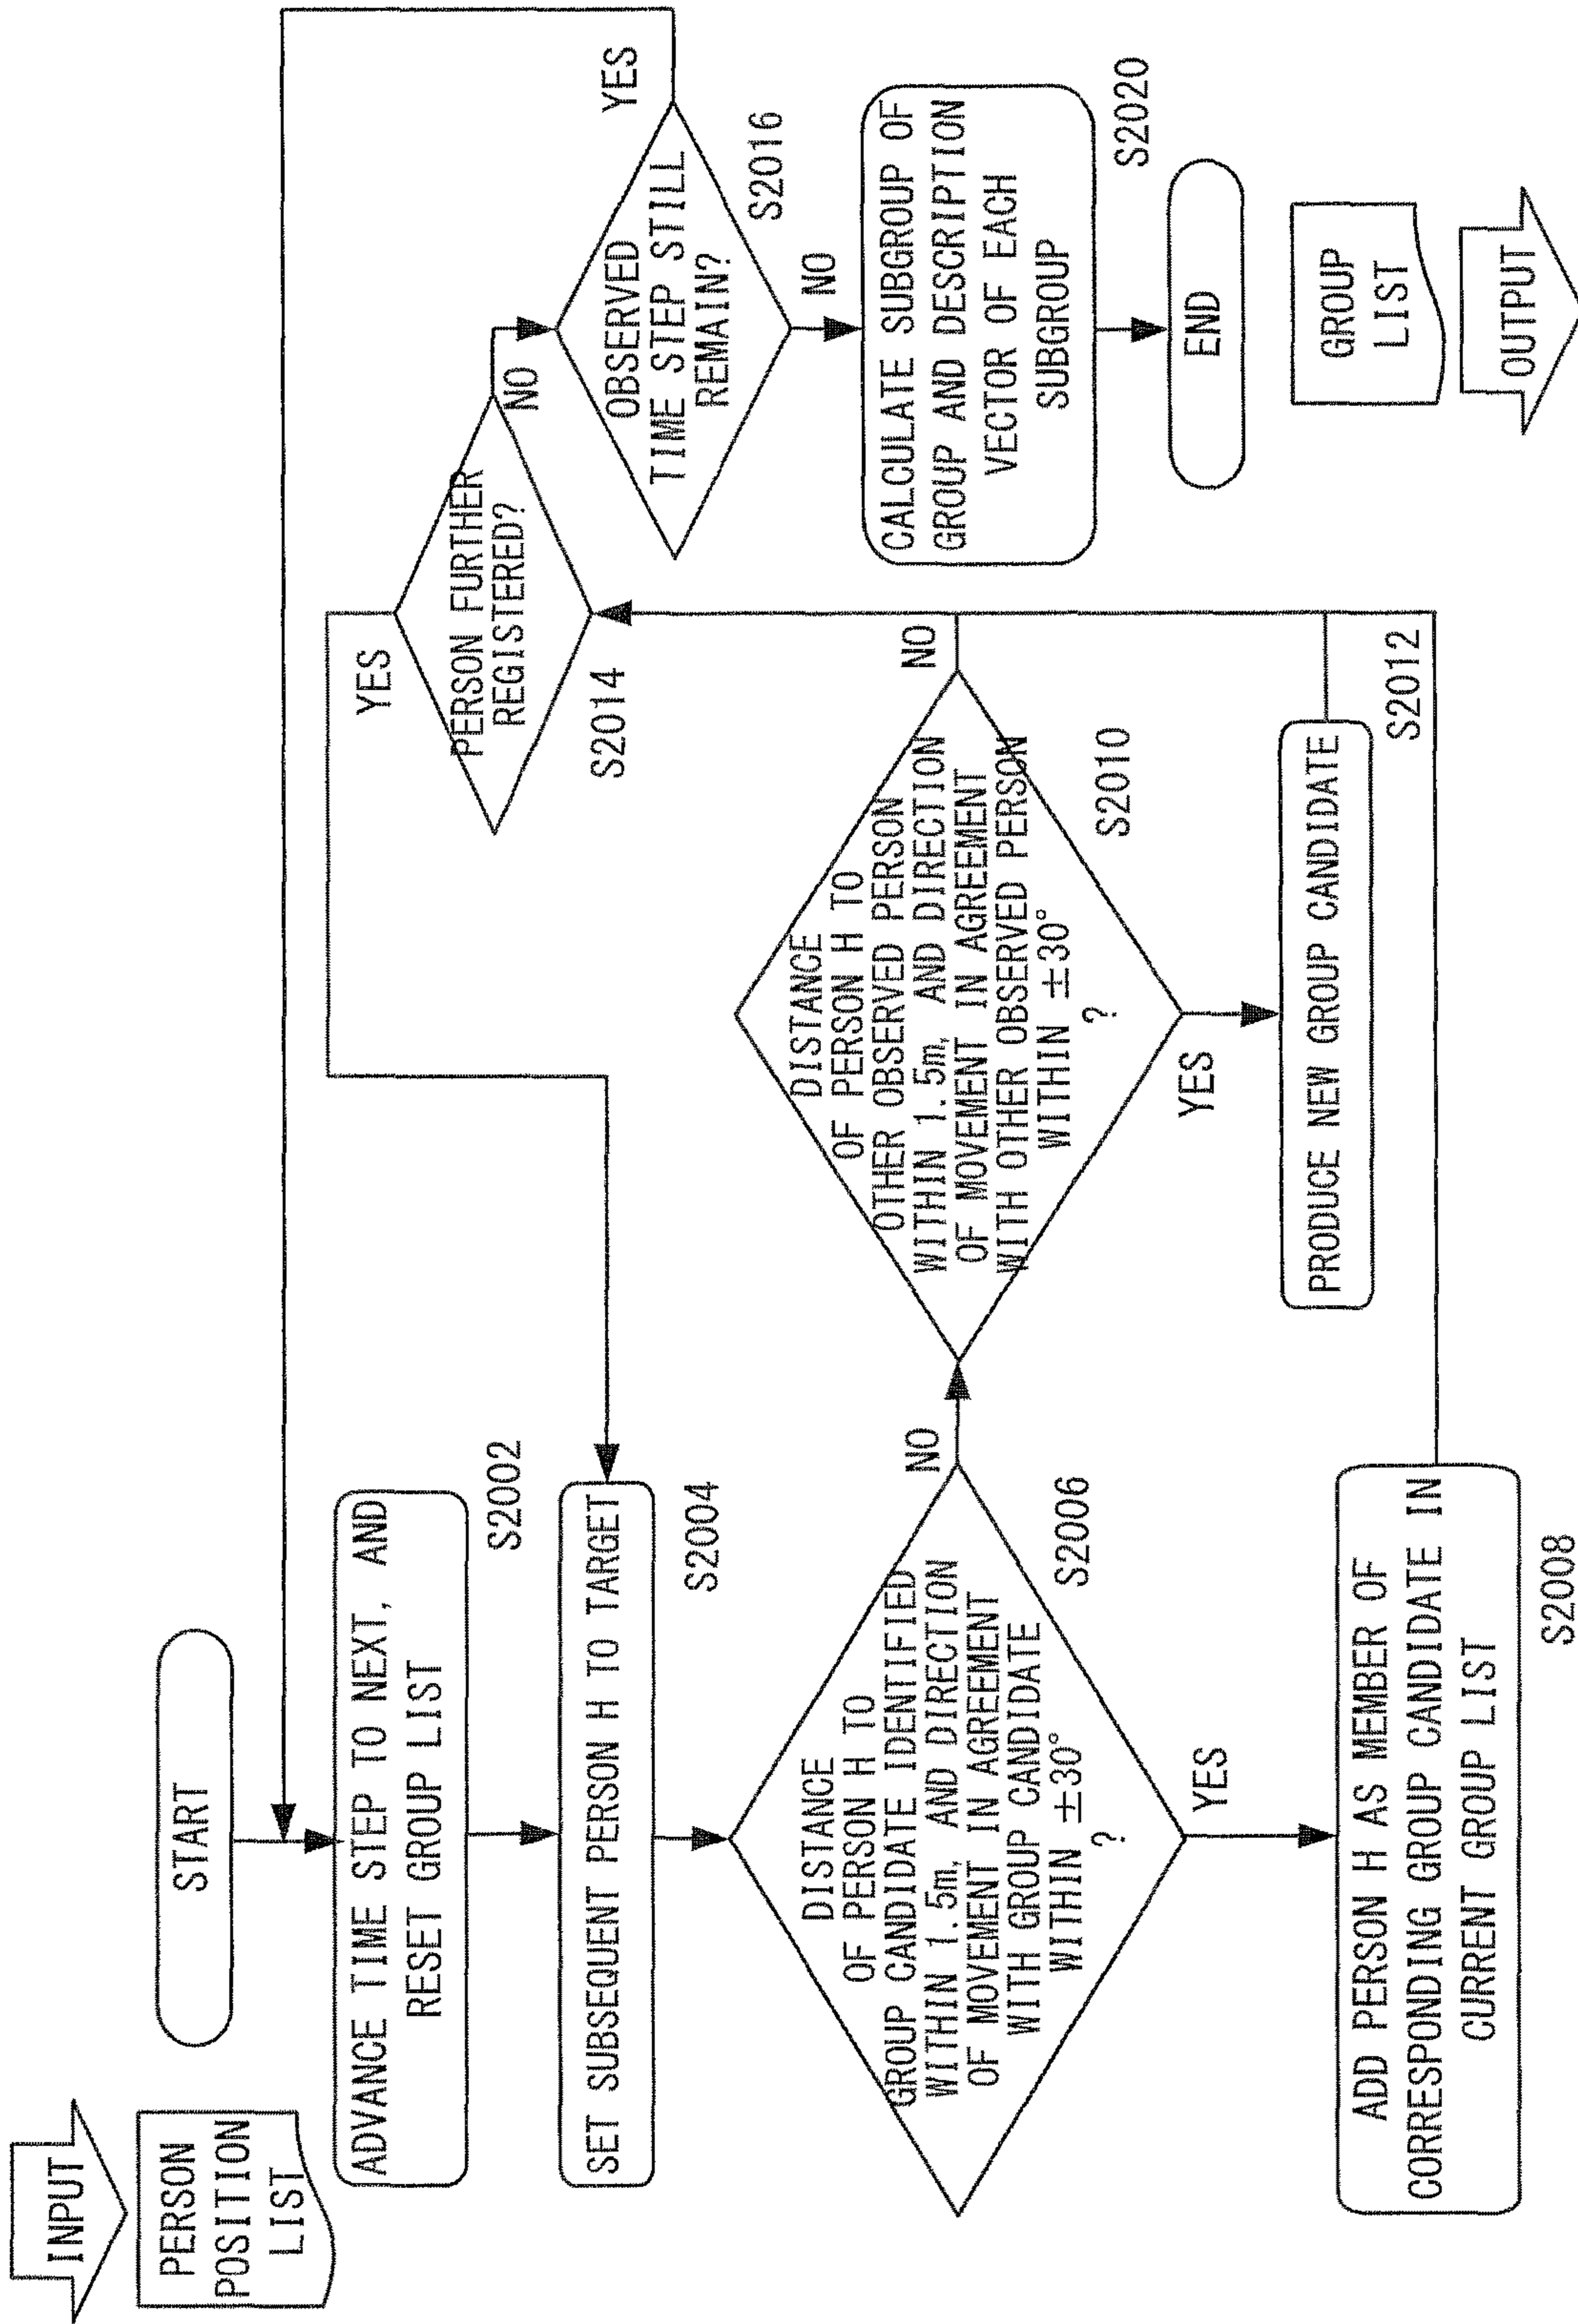 INPUT
PERSON
POSITION
LIST
START
ADVANCE TIME STEP TO NEXT, AND
RESET GROUP LIST
S2002
SET SUBSEQUENT PERSON H TO TARGET
S2004
DISTANCE
OF PERSON H TO
GROUP CANDIDATE IDENTIFIED
WITHIN 1.5m, AND DIRECTION
OF MOVEMENT IN AGREEMENT
WITH GROUP CANDIDATE
WITHIN ±30°
?
S2006
NO
YES
ADD PERSON H AS MEMBER OF
CORRESPONDING GROUP CANDIDATE IN
CURRENT GROUP LIST
S2008
DISTANCE
OF PERSON H TO
OTHER OBSERVED PERSON
WITHIN 1.5m, AND DIRECTION
OF MOVEMENT IN AGREEMENT
WITH OTHER OBSERVED PERSON
WITHIN ±30°
?
S2010
NO
YES
PRODUCE NEW GROUP CANDIDATE
S2012
PERSON FURTHER
REGISTERED?
S2014
YES
NO
OBSERVED
TIME STEP STILL
REMAIN?
S2016
YES
NO
CALCULATE SUBGROUP OF
GROUP AND DESCRIPTION
VECTOR OF EACH
SUBGROUP
S2020
END
GROUP
LIST
OUTPUT